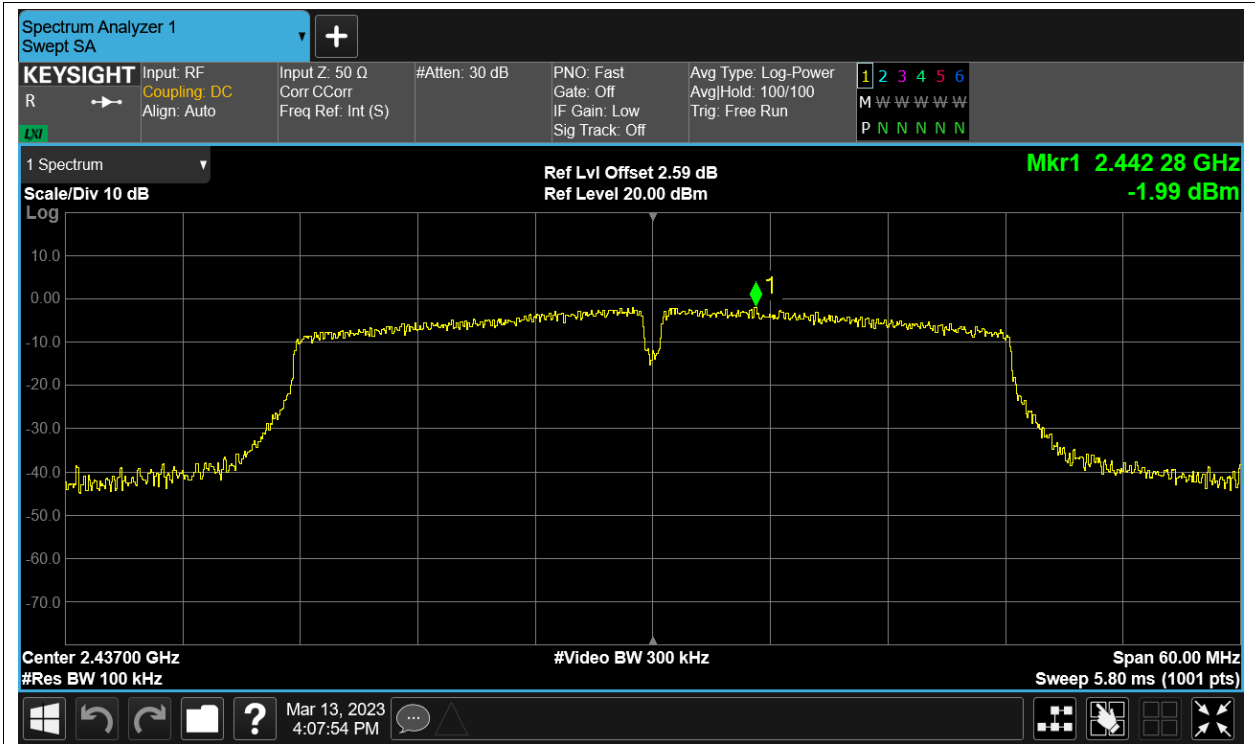 Spectrum Analyzer 1
Swept SA
KEYSIGHT
R
LXI
Input: RF
Coupling: DC
Align: Auto
Input Z: 50 Ω
Corr CCorr
Freq Ref: Int (S)
#Atten: 30 dB
PNO: Fast
Gate: Off
IF Gain: Low
Sig Track: Off
Avg Type: Log-Power
Avg|Hold: 100/100
Trig: Free Run
1 2 3 4 5 6
M W W W W W W
P N N N N N N
1 Spectrum
Scale/Div 10 dB
Log
Ref Lvl Offset 2.59 dB
Ref Level 20.00 dBm
Mkr1 2.442 28 GHz
-1.99 dBm
10.0
0.00
-10.0
-20.0
-30.0
-40.0
-50.0
-60.0
-70.0
1
Center 2.43700 GHz
#Res BW 100 kHz
#Video BW 300 kHz
Span 60.00 MHz
Sweep 5.80 ms (1001 pts)
?
Mar 13, 2023
4:07:54 PM